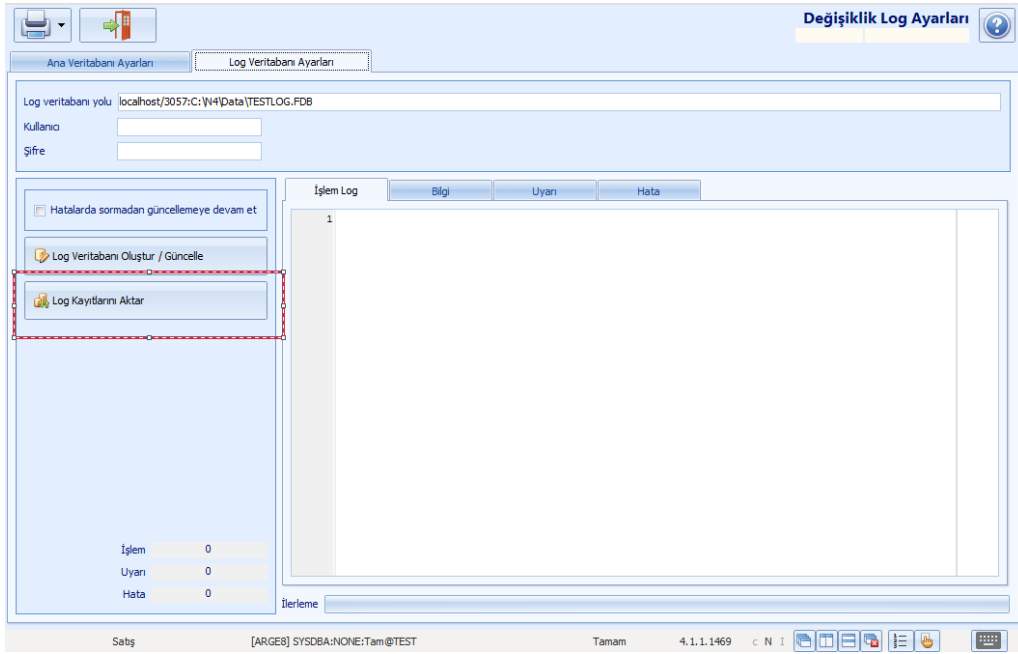 Değişiklik Log Ayarları
Ana Veritabanı Ayarları
Log Veritabanı Ayarları
Log veritabanı yolu localhost/3057:C:\N4\Data\TESTLOG.FDB
Kullanıcı
Şifre
Hatalarda sormadan güncellemeye devam et
Log Veritabanı Oluştur / Güncelle
Log Kayıtlarını Aktar
İşlem Log
Bilgi
Uyarı
Hata
1
İşlem 0
Uyarı 0
Hata 0
İlerleme
Satış
[ARGE8] SYSDBA:NONE:Tam@TEST
Tamam
4.1.1.1469
c N I